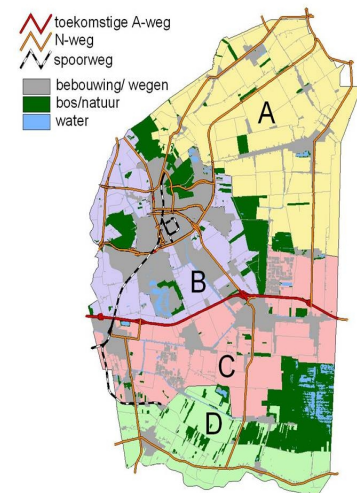 toekomstige A-weg
N-weg
spoorweg
bebouwing/ wegen
bos/natuur
water
A
B
C
D